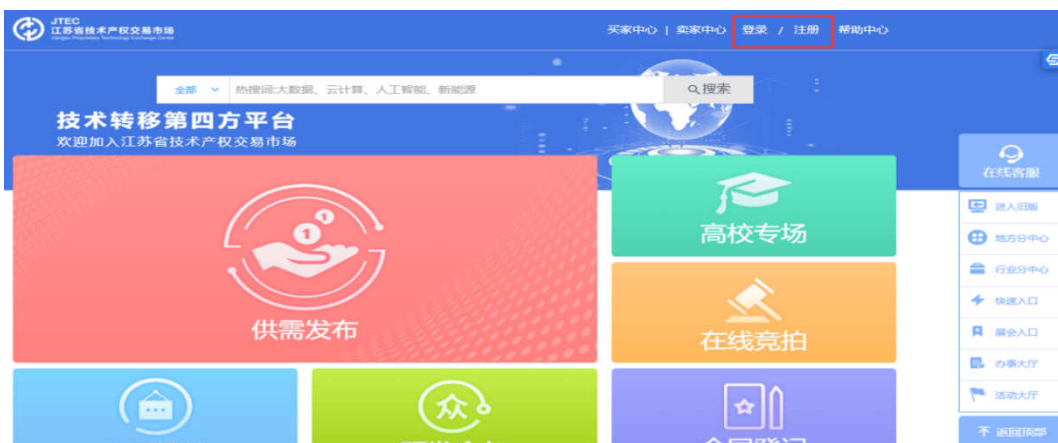 JTEC
江苏省技术产权交易市场
买家中心 | 卖家中心 登录 / 注册 帮助中心
全部 热搜词:大数据、云计算、人工智能、新能源 搜索
技术转移第四方平台
欢迎加入江苏省技术产权交易市场
在线客服
进入旧版
地方分中心
行业分中心
快速入口
展会入口
办事大厅
活动大厅
返回顶部
供需发布
高校专场
在线竞拍
众